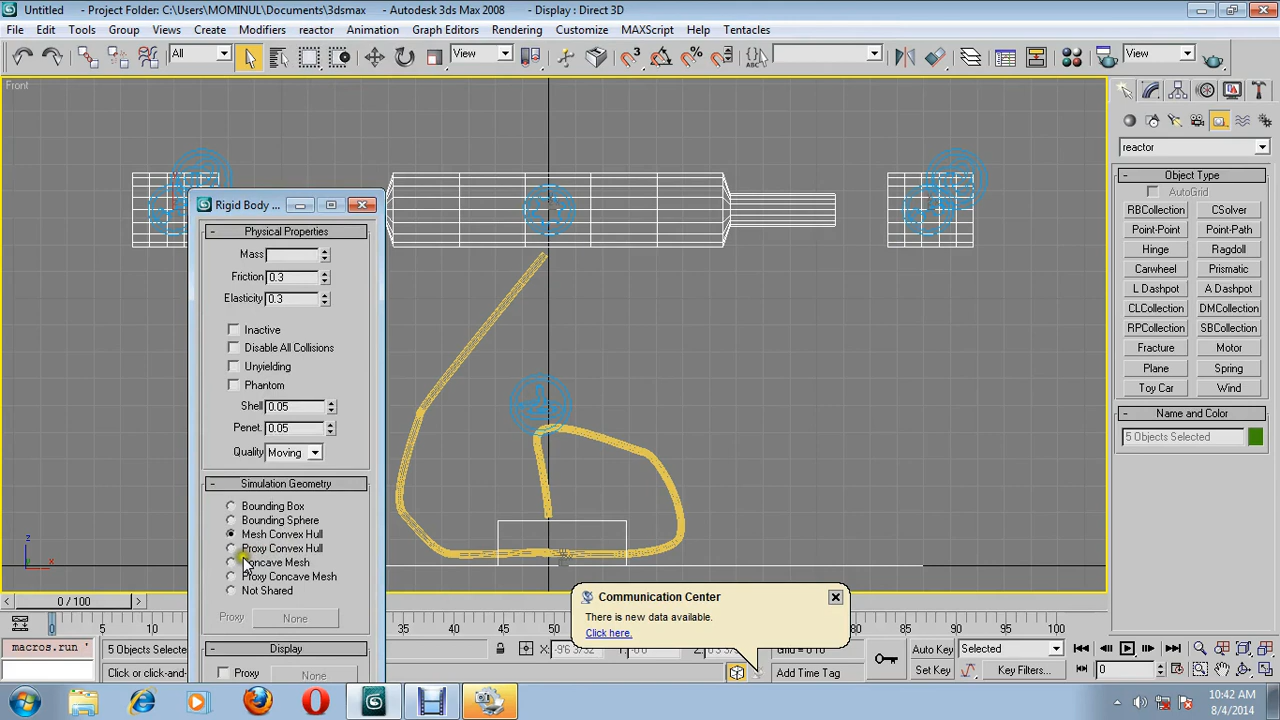 Untitled - Project Folder: C:\Users\MOMINUL\Documents\3dsmax - Autodesk 3ds Max 2008 - Display : Direct 3D
File Edit Tools Group Views Create Modifiers reactor Animation Graph Editors Rendering Customize MAXScript Help Tentacles
All View View
Front
reactor
Object Type
AutoGrid
RBCollection CSolver
Point-Point Point-Path
Hinge Ragdoll
Carwheel Prismatic
L Dashpot A Dashpot
CLCollection DMCollection
RPCollection SBCollection
Fracture Motor
Plane Spring
Toy Car Wind
Name and Color
5 Objects Selected
Rigid Body ...
Physical Properties
Mass
Friction 0.3
Elasticity 0.3
Inactive
Disable All Collisions
Unyielding
Phantom
Shell 0.05
Penet. 0.05
Quality Moving
Simulation Geometry
Bounding Box
Bounding Sphere
Mesh Convex Hull
Proxy Convex Hull
Concave Mesh
Proxy Concave Mesh
Not Shared
Proxy None
Display
Proxy None
z
x
Communication Center
There is new data available.
Click here.
0 / 100
0 5 10 35 40 45 50 85 90 95 100
macros.run '
5 Objects Selected
Click or click-and-
Grid = 0'10"
Add Time Tag
Auto Key Selected
Set Key Key Filters...
0
10:42 AM
8/4/2014